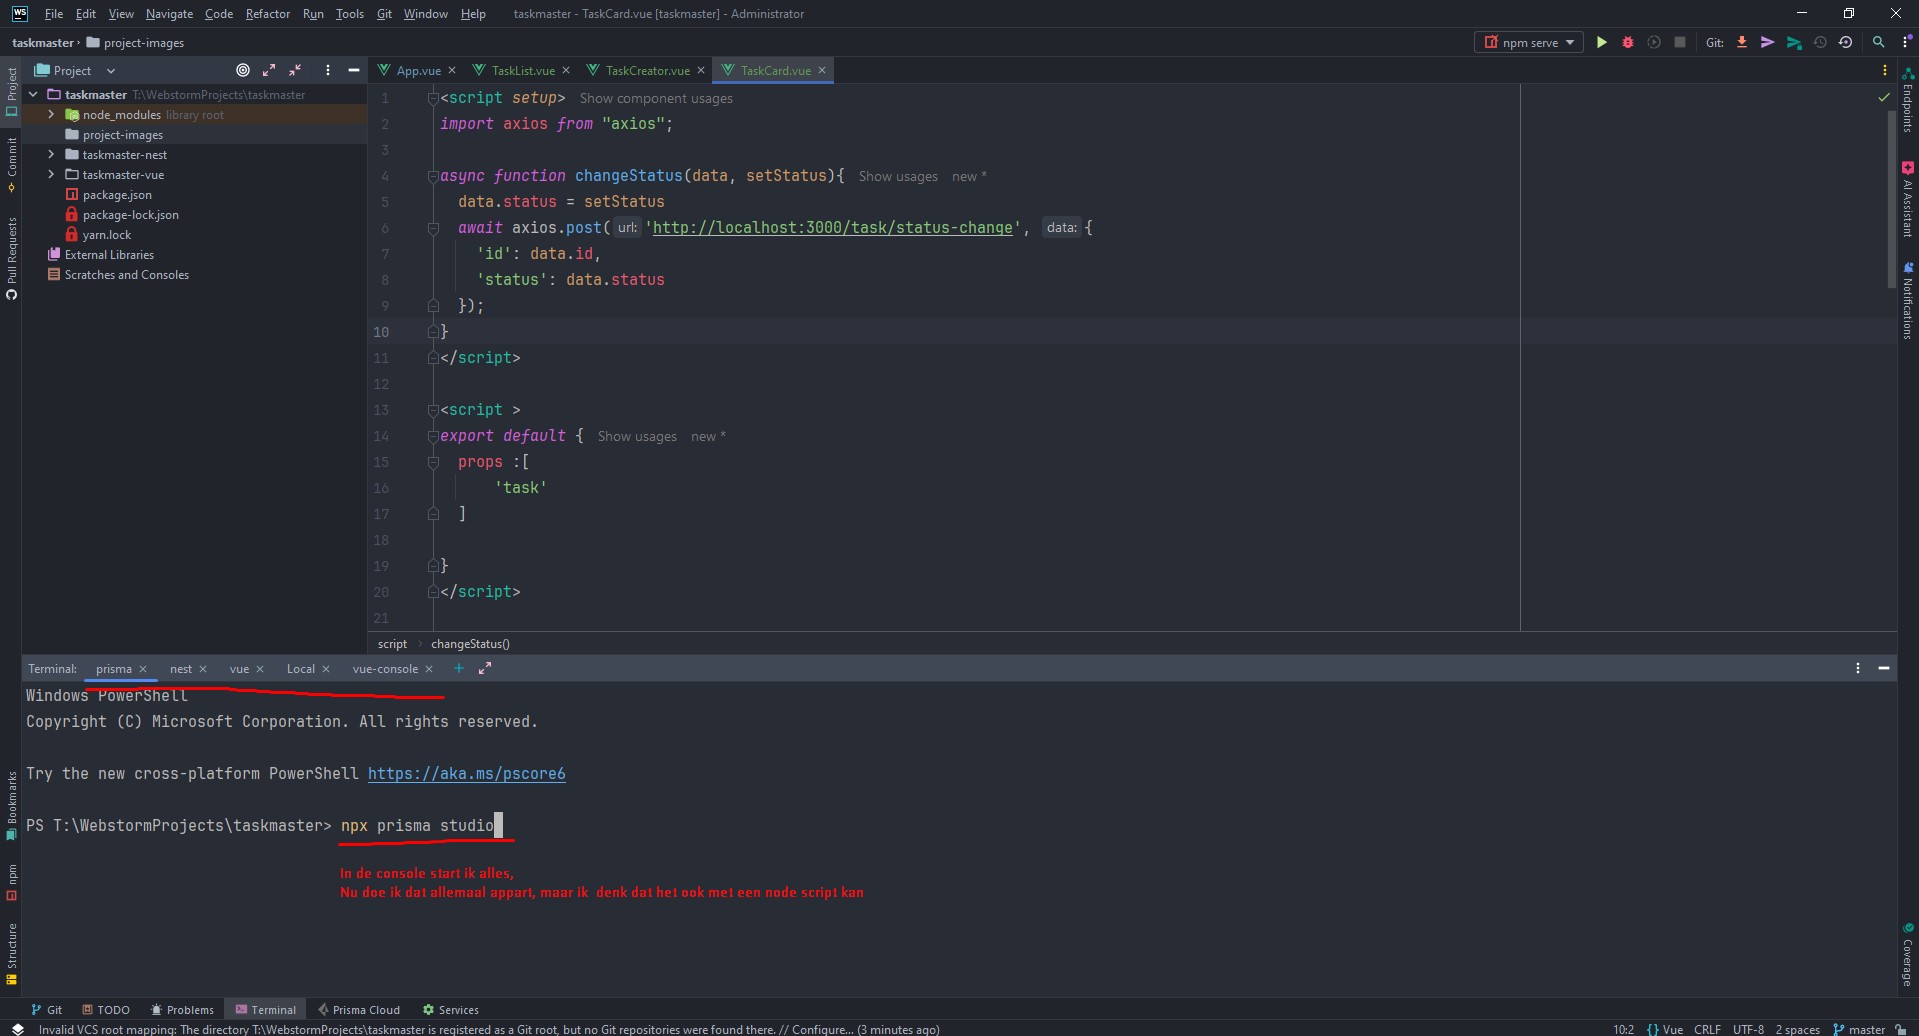 WS File Edit View Navigate Code Refactor Run Tools Git Window Help taskmaster - TaskCard.vue [taskmaster] - Administrator
taskmaster › project-images npm serve Git:
Project App.vue TaskList.vue TaskCreator.vue TaskCard.vue
taskmaster T:\WebstormProjects\taskmaster
node_modules library root
project-images
taskmaster-nest
taskmaster-vue
package.json
package-lock.json
yarn.lock
External Libraries
Scratches and Consoles
1 <script setup> Show component usages
2 import axios from "axios";
3
4 async function changeStatus(data, setStatus){ Show usages new *
5 data.status = setStatus
6 await axios.post( url: 'http://localhost:3000/task/status-change', data: {
7 'id': data.id,
8 'status': data.status
9 });
10 }
11 </script>
12
13 <script >
14 export default { Show usages new *
15 props :[
16 'task'
17 ]
18
19 }
20 </script>
21
script › changeStatus()
Terminal: prisma nest vue Local vue-console
Windows PowerShell
Copyright (C) Microsoft Corporation. All rights reserved.
Try the new cross-platform PowerShell https://aka.ms/pscore6
PS T:\WebstormProjects\taskmaster> npx prisma studio
In de console start ik alles,
Nu doe ik dat allemaal appart, maar ik denk dat het ook met een node script kan
Project
Commit
Pull Requests
Bookmarks
npm
Structure
Endpoints
AI Assistant
Notifications
Coverage
Git TODO Problems Terminal Prisma Cloud Services
Invalid VCS root mapping: The directory T:\WebstormProjects\taskmaster is registered as a Git root, but no Git repositories were found there. // Configure... (3 minutes ago) 10:2 Vue CRLF UTF-8 2 spaces master